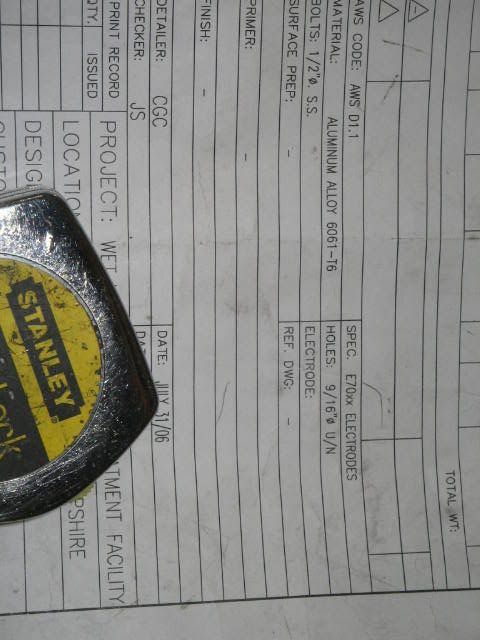 TOTAL WT:
AWS CODE: AWS D1.1
SPEC. E70xx ELECTRODES
MATERIAL: ALUMINUM ALLOY 6061-T6
HOLES: 9/16"ø U/N
BOLTS: 1/2"ø. S.S.
ELECTRODE:
SURFACE PREP: -
REF. DWG: -
PRIMER: -
FINISH: -
DETAILER: CGC
DATE: JULY 31/06
CHECKER: JS
PRINT RECORD
QTY. ISSUED
PROJECT: WET TMENT FACILITY
LOCATION PSHIRE
DESIG
CUSTO
STANLEY